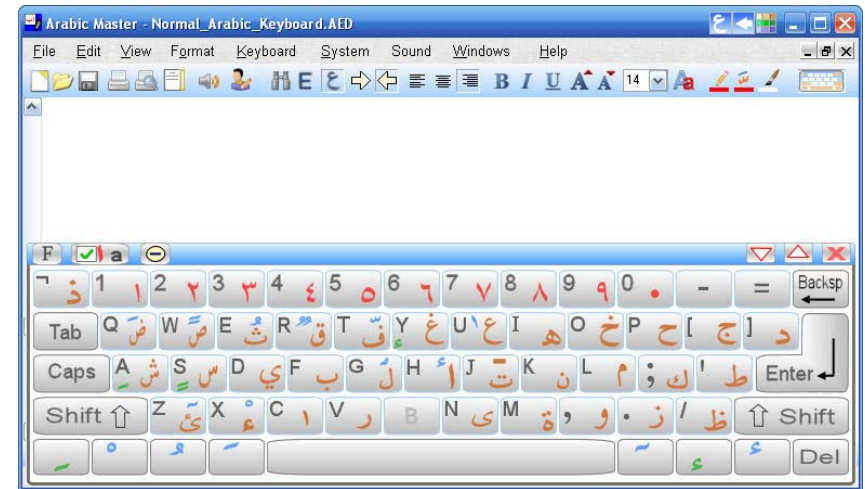 Arabic Master - Normal_Arabic_Keyboard.AED
File Edit View Format Keyboard System Sound Windows Help
E ع B I U A A 14 Aa
F ا a
¬ ذ 1 ١ 2 ٢ 3 ٣ 4 ٤ 5 ٥ 6 ٦ 7 ٧ 8 ٨ 9 ٩ 0 ٠ - = Backsp
Tab Q ض W ص E ث R ق T ف Y غ U ع I ه O خ P ح [ ج ] د
Caps A ش S س D ي F ب G ل H أ J ت K ن L م ; ك ' ط Enter
Shift Z ئ X ء C ا V ر B N ى M ة , و . ز / ظ Shift
Del